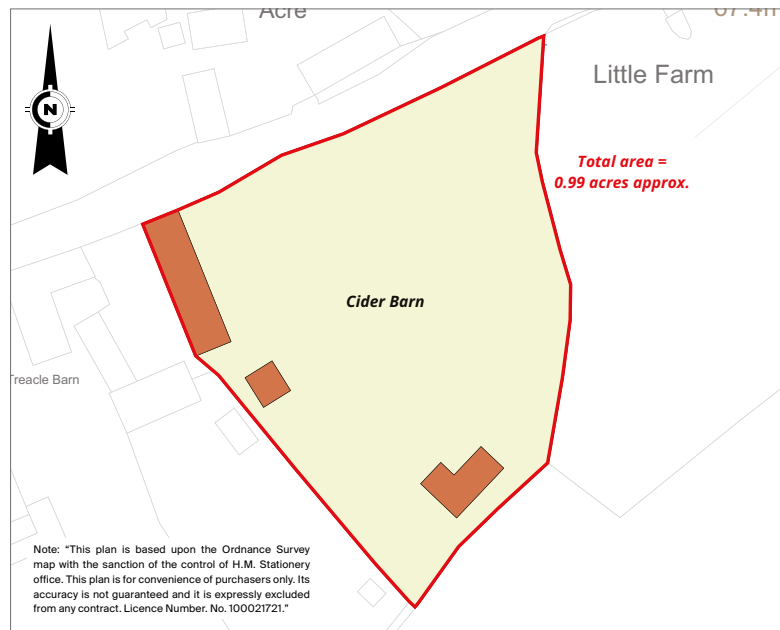 Acre
67.4m
Little Farm
Total area =
0.99 acres approx.
N
Cider Barn
Treacle Barn
Note: “This plan is based upon the Ordnance Survey
map with the sanction of the control of H.M. Stationery
office. This plan is for convenience of purchasers only. Its
accuracy is not guaranteed and it is expressly excluded
from any contract. Licence Number. No. 100021721.”